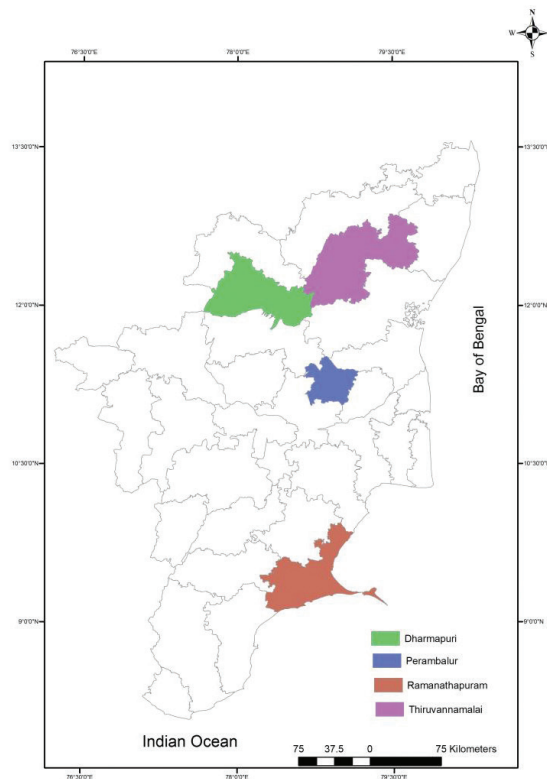 N
W E
S
76°30'0"E 78°0'0"E 79°30'0"E
13°30'0"N 13°30'0"N
12°0'0"N 12°0'0"N
Bay of Bengal
10°30'0"N 10°30'0"N
9°0'0"N 9°0'0"N
Dharmapuri
Perambalur
Ramanathapuram
Thiruvannamalai
Indian Ocean
75 37.5 0 75 Kilometers
76°30'0"E 78°0'0"E 79°30'0"E